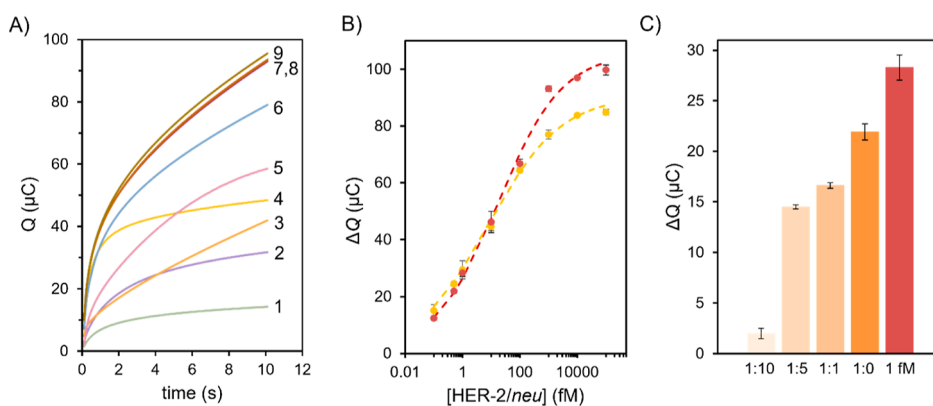 A)
100
80
60
40
20
0
Q (μC)
9
7,8
6
5
4
3
2
1
0 2 4 6 8 10 12
time (s)
B)
100
80
60
40
20
0
ΔQ (μC)
0.01 1 100 10000
[HER-2/neu] (fM)
C)
30
25
20
15
10
5
0
ΔQ (μC)
1:10 1:5 1:1 1:0 1 fM